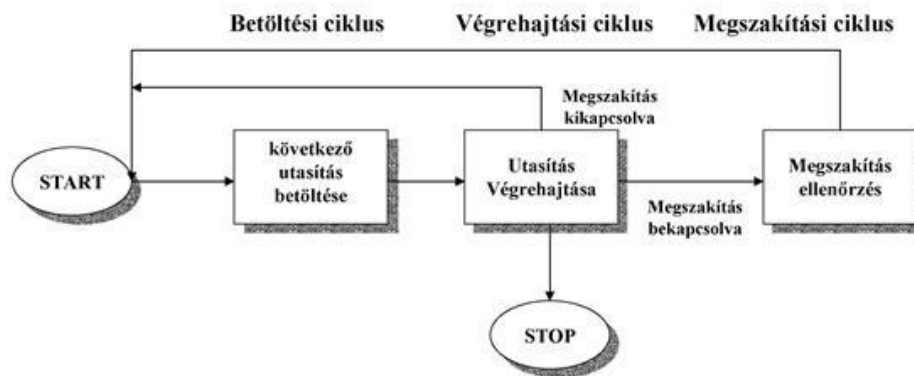 Betöltési ciklus
Végrehajtási ciklus
Megszakítási ciklus
Megszakítás
kikapcsolva
START
következő
utasítás
betöltése
Utasítás
Végrehajtása
Megszakítás
ellenőrzés
Megszakítás
bekapcsolva
STOP